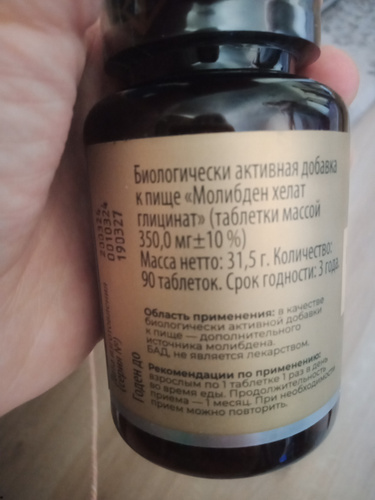 Биологически активная добавка
к пище «Молибден хелат
глицинат» (таблетки массой
350,0 мг±10 %)
Масса нетто: 31,5 г. Количество:
90 таблеток. Срок годности: 3 года.
Область применения: в качестве
биологически активной добавки
к пище — дополнительного
источника молибдена.
БАД, не является лекарством.
Рекомендации по применению:
взрослым по 1 таблетке 1 раз в день
во время еды. Продолжительность
приема — 1 месяц. При необходимости
прием можно повторить.
200324
0010324
190327
Годен до